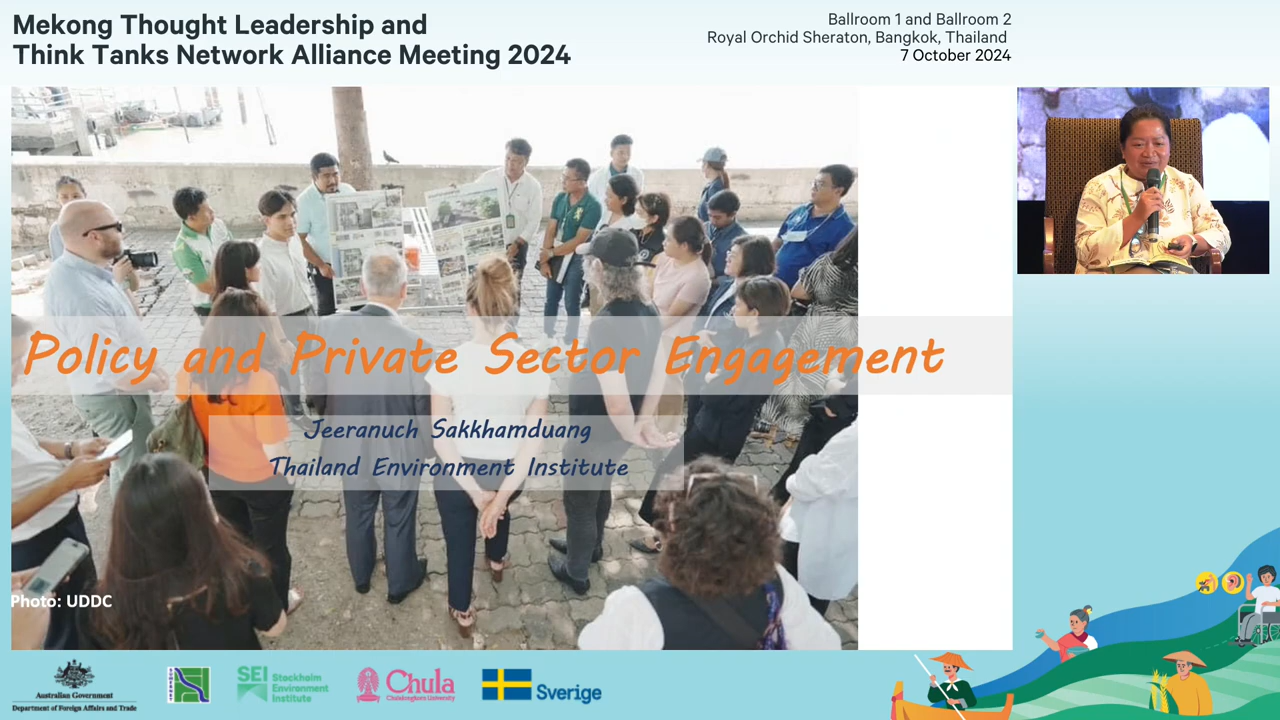 Mekong Thought Leadership and
Think Tanks Network Alliance Meeting 2024
Ballroom 1 and Ballroom 2
Royal Orchid Sheraton, Bangkok, Thailand
7 October 2024
Policy and Private Sector Engagement
Jeeranuch Sakkhamduang
Thailand Environment Institute
Photo: UDDC
Australian Government
Department of Foreign Affairs and Trade
SEI Stockholm
Environment
Institute
Chula
Chulalongkorn University
Sverige